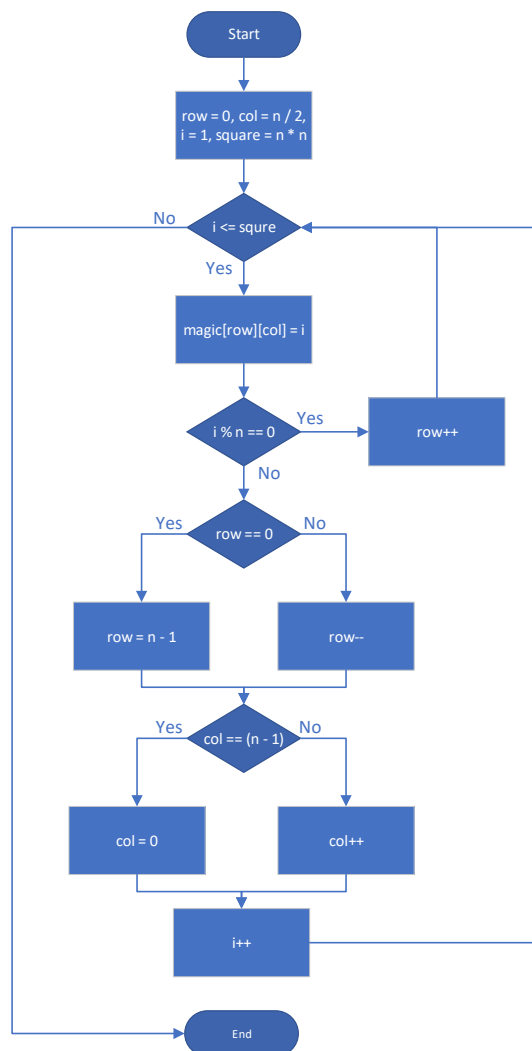 Start
row = 0, col = n / 2,
i = 1, square = n * n
No
i <= squre
Yes
magic[row][col] = i
i % n == 0
Yes
row++
No
Yes
row == 0
No
row = n - 1
row--
Yes
col == (n - 1)
No
col = 0
col++
i++
End